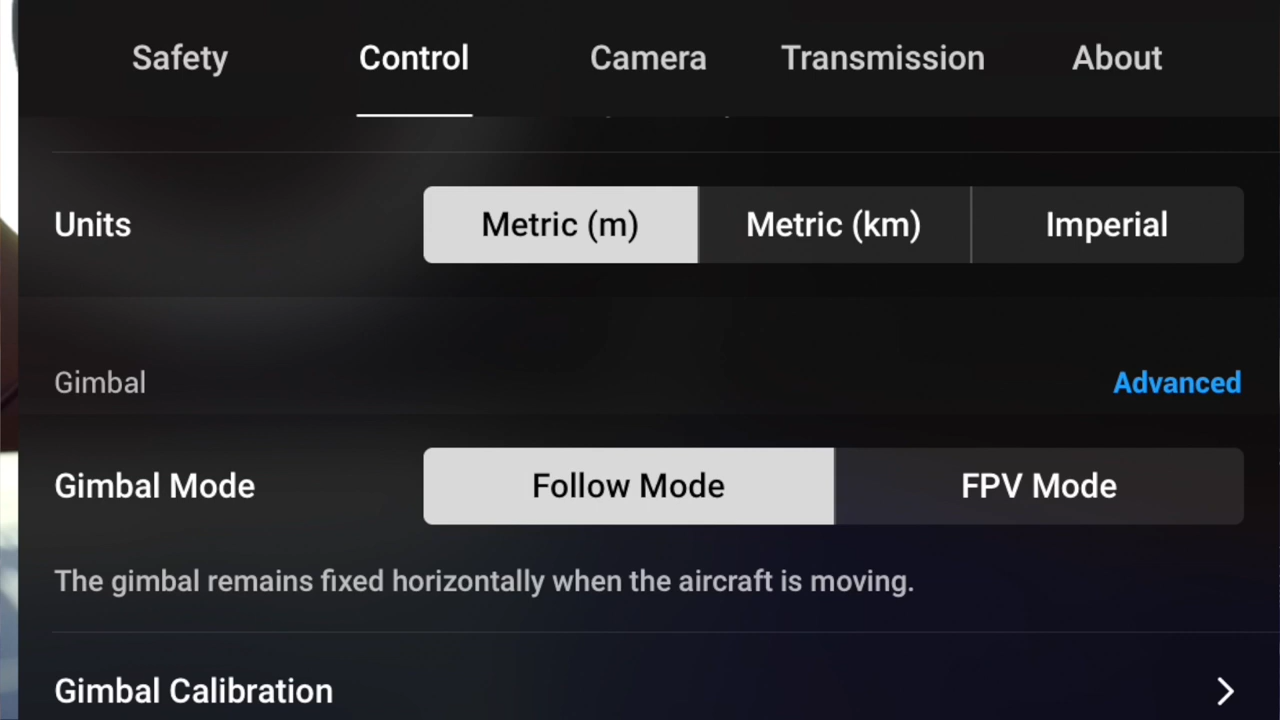 Safety Control Camera Transmission About
Units Metric (m) Metric (km) Imperial
Gimbal Advanced
Gimbal Mode Follow Mode FPV Mode
The gimbal remains fixed horizontally when the aircraft is moving.
Gimbal Calibration